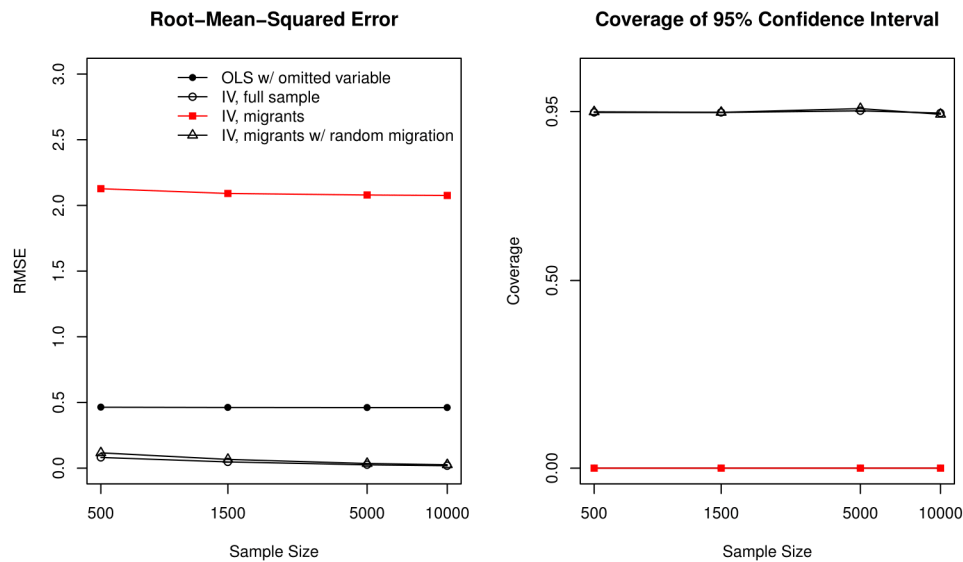 Root−Mean−Squared Error
3.0
2.5
2.0
1.5
1.0
0.5
0.0
RMSE
OLS w/ omitted variable
IV, full sample
IV, migrants
IV, migrants w/ random migration
500 1500 5000 10000
Sample Size
Coverage of 95% Confidence Interval
0.95
0.50
0.00
Coverage
500 1500 5000 10000
Sample Size